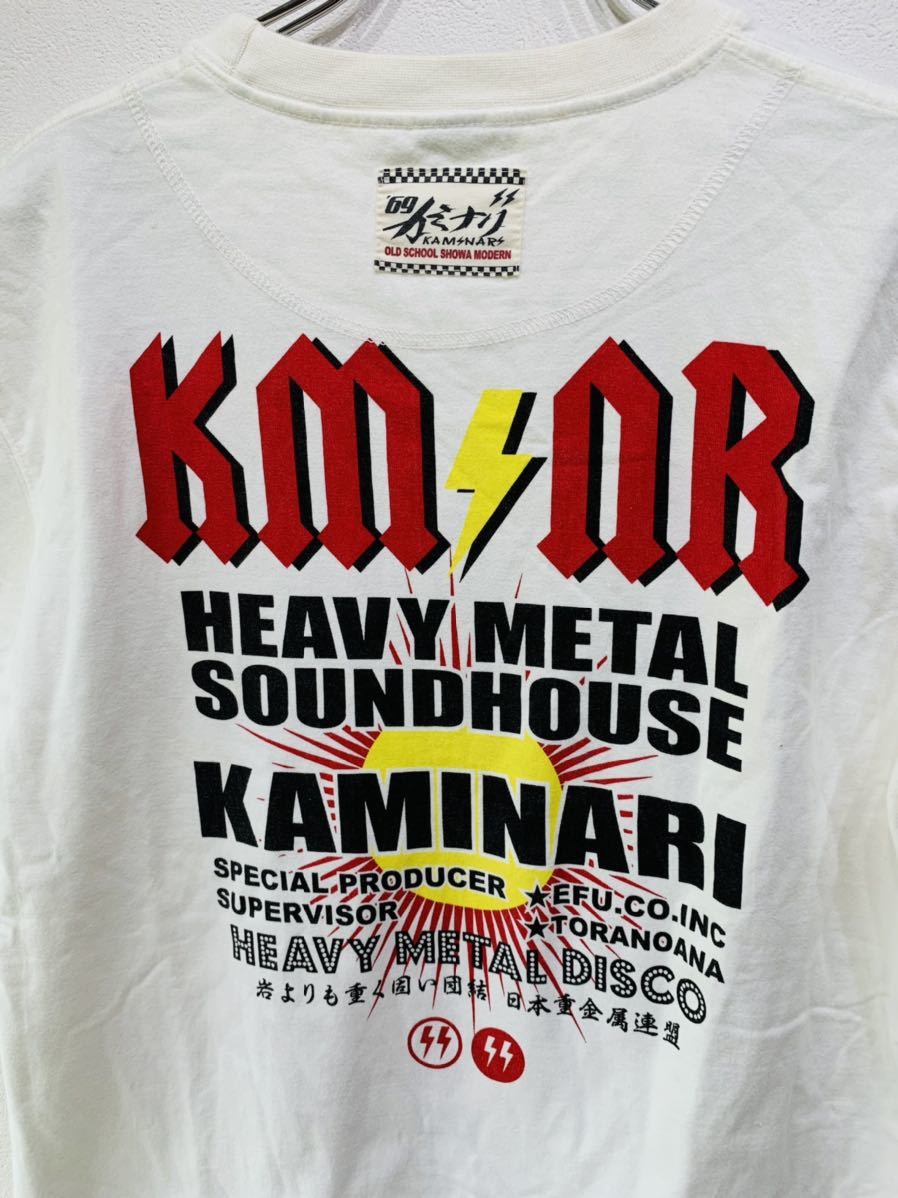 '69 カミナリ
KAMINARI
OLD SCHOOL SHOWA MODERN
KM NR
HEAVY METAL
SOUNDHOUSE
KAMINARI
SPECIAL PRODUCER ★EFU.CO.INC
SUPERVISOR ★TORANOANA
HEAVY METAL DISCO
岩よりも重く固い団結 日本重金属連盟